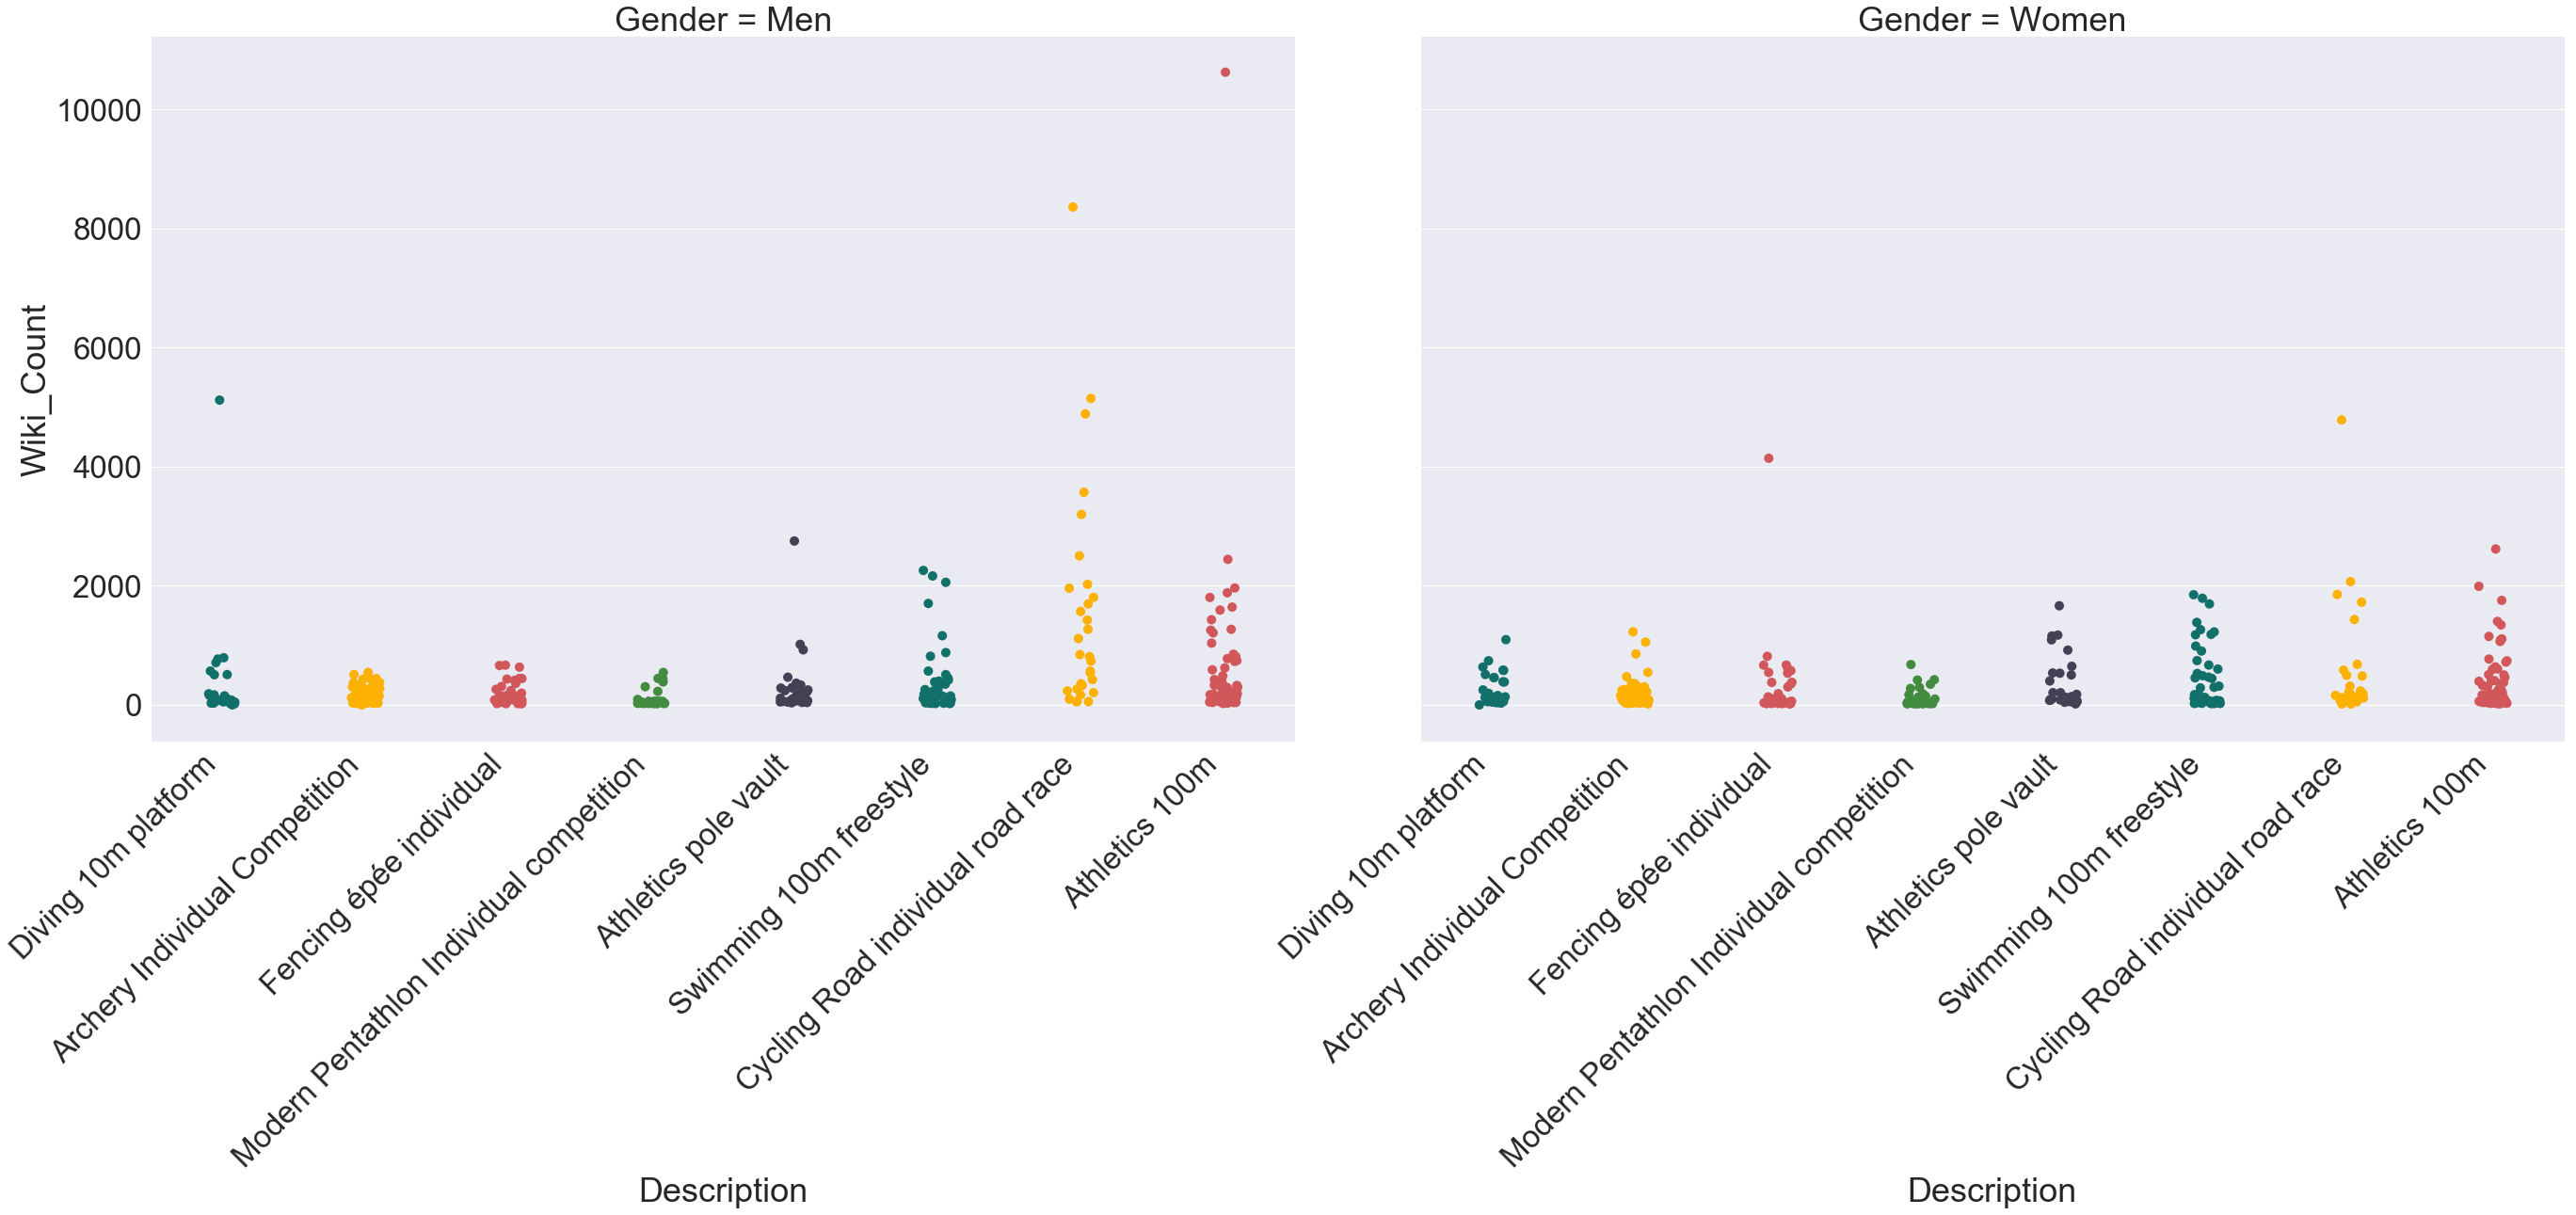 Gender = Men
Gender = Women
Wiki_Count
10000
8000
6000
4000
2000
0
Diving 10m platform
Archery Individual Competition
Fencing épée individual
Modern Pentathlon Individual competition
Athletics pole vault
Swimming 100m freestyle
Cycling Road individual road race
Athletics 100m
Description
Diving 10m platform
Archery Individual Competition
Fencing épée individual
Modern Pentathlon Individual competition
Athletics pole vault
Swimming 100m freestyle
Cycling Road individual road race
Athletics 100m
Description